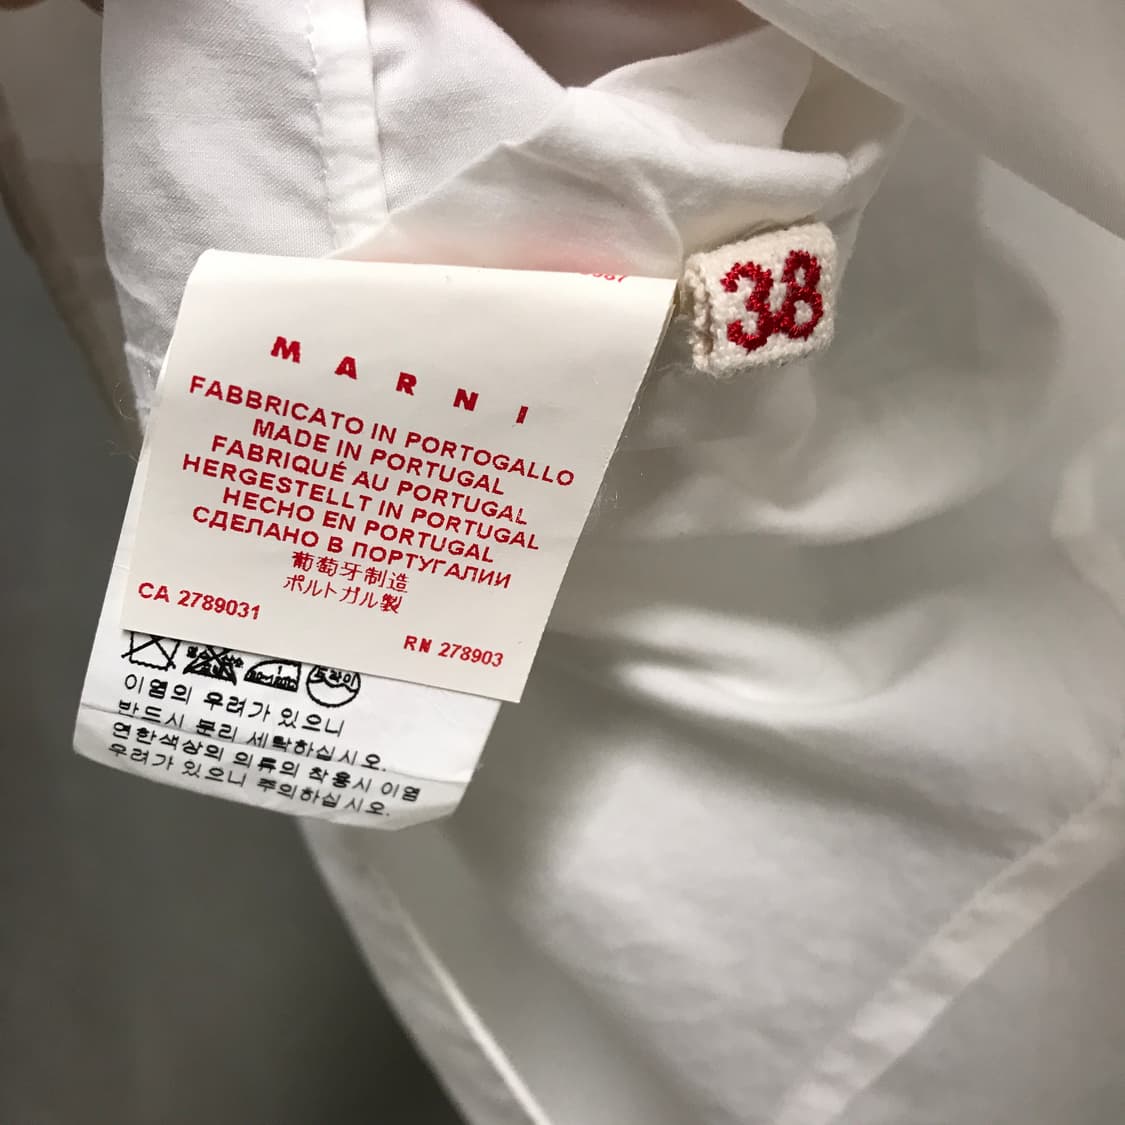 38
M A R N I
FABBRICATO IN PORTOGALLO
MADE IN PORTUGAL
FABRIQUÉ AU PORTUGAL
HERGESTELLT IN PORTUGAL
HECHO EN PORTUGAL
СДЕЛАНО В ПОРТУГАЛИИ
葡萄牙制造
ポルトガル製
CA 2789031
RN 278903
드라이
이염의 우려가 있으니
반드시 분리 세탁하십시오.
연한색상의 의류의 착용시 이염
우려가 있으니 주의하십시오.